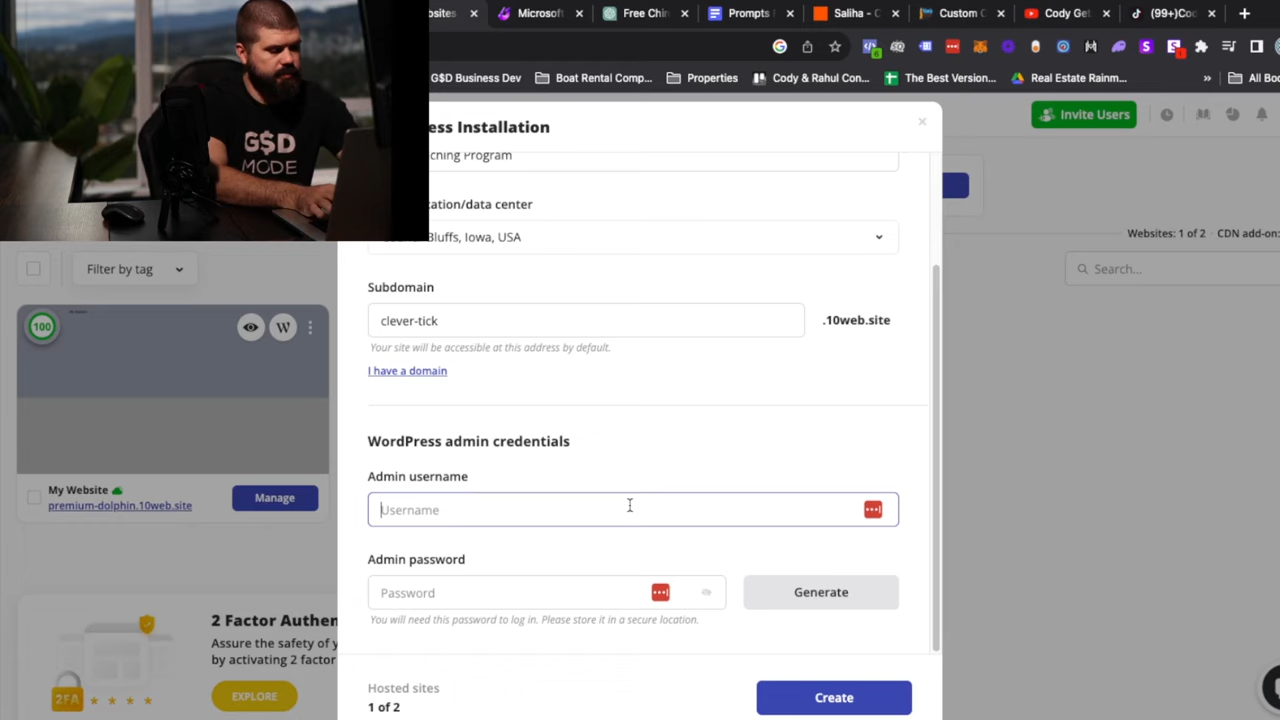 Microsof
Free Chir
Prompts
Saliha - C
Custom C
Cody Get
(99+)Coo
G$D Business Dev
Boat Rental Comp...
Properties
Cody & Rahul Con...
The Best Version...
Real Estate Rainm...
»
All Boo
G$D
MODE
ess Installation
Invite Users
ching Program
cation/data center
Bluffs, Iowa, USA
Websites: 1 of 2
CDN add-on:
Filter by tag
Search...
Subdomain
clever-tick
.10web.site
Your site will be accessible at this address by default.
I have a domain
100
W
WordPress admin credentials
Admin username
Username
My Website
premium-dolphin.10web.site
Manage
Admin password
Password
Generate
You will need this password to log in. Please store it in a secure location.
2 Factor Authen
Assure the safety of y
by activating 2 factor
2FA
EXPLORE
Hosted sites
1 of 2
Create